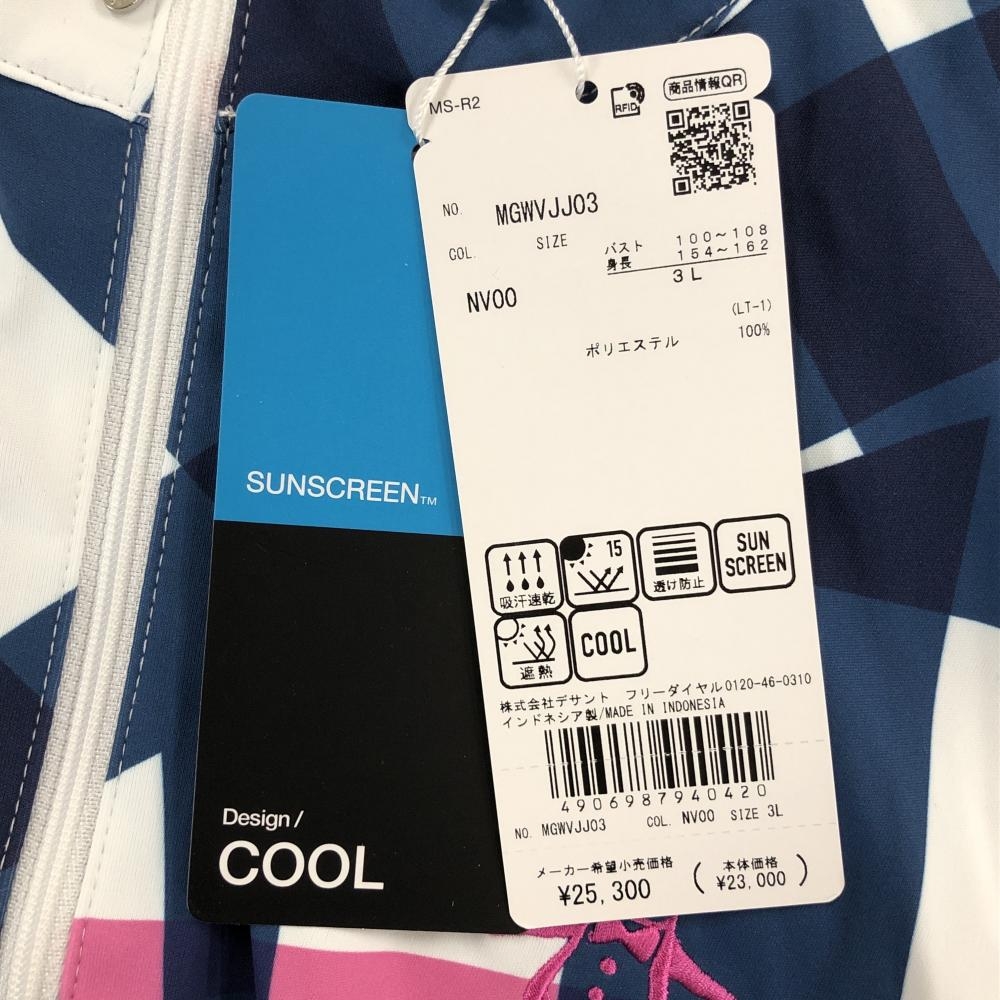 MS-R2
RFID
商品情報QR
NO. MGWVJJ03
COL. SIZE
バスト 100～108
身長 154～162
3L
NV00
(LT-1)
ポリエステル 100%
SUNSCREEN™
吸汗速乾
15
透け防止
SUN SCREEN
遮熱
COOL
株式会社デサント フリーダイヤル0120-46-0310
インドネシア製/MADE IN INDONESIA
4906987940420
NO. MGWVJJ03 COL. NV00 SIZE 3L
メーカー希望小売価格
¥25,300
(本体価格 ¥23,000)
Design /
COOL